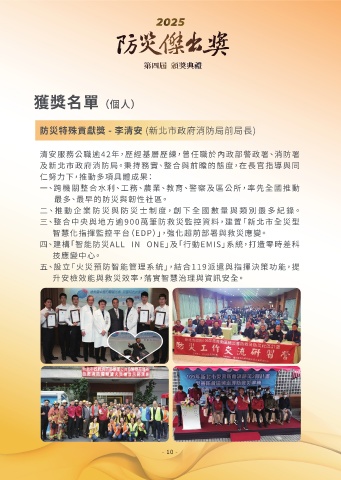 2025
防災傑出獎
第四屆 頒獎典禮
獲獎名單（個人）
防災特殊貢獻獎 - 李清安 (新北市政府消防局前局長)
清安服務公職逾42年，歷經基層歷練，曾任職於內政部警政署、消防署
及新北市政府消防局。秉持務實、整合與前瞻的態度，在長官指導與同
仁努力下，推動多項具體成果：
一、跨機關整合水利、工務、農業、教育、警察及區公所，率先全國推動
最多、最早的防災與韌性社區。
二、推動企業防災與防災士制度，創下全國數量與類別最多紀錄。
三、整合中央與地方逾900萬筆防救災監控資料，建置「新北市全災型
智慧化指揮監控平台（EDP）」，強化超前部署與救災應變。
四、建構「智能防災ALL IN ONE」及「行動EMIS」系統，打造零時差科
技應變中心。
五、設立「火災預防智能管理系統」，結合119派遣與指揮決策功能，提
升安檢效能與救災效率，落實智慧治理與資訊安全。
防災工作交流研習營
- 10 -